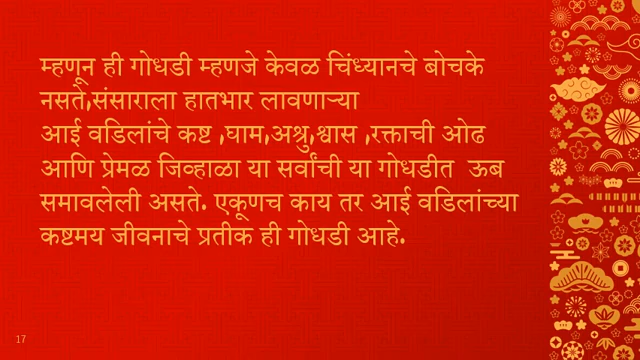 म्हणून ही गोधडी म्हणजे केवळ चिंध्यानचे बोचके
नसते,संसाराला हातभार लावणाऱ्या
आई वडिलांचे कष्ट ,घाम,अश्रु,श्वास ,रक्ताची ओढ
आणि प्रेमळ जिव्हाळा या सर्वांची या गोधडीत ऊब
समावलेली असते. एकूणच काय तर आई वडिलांच्या
कष्टमय जीवनाचे प्रतीक ही गोधडी आहे.
17